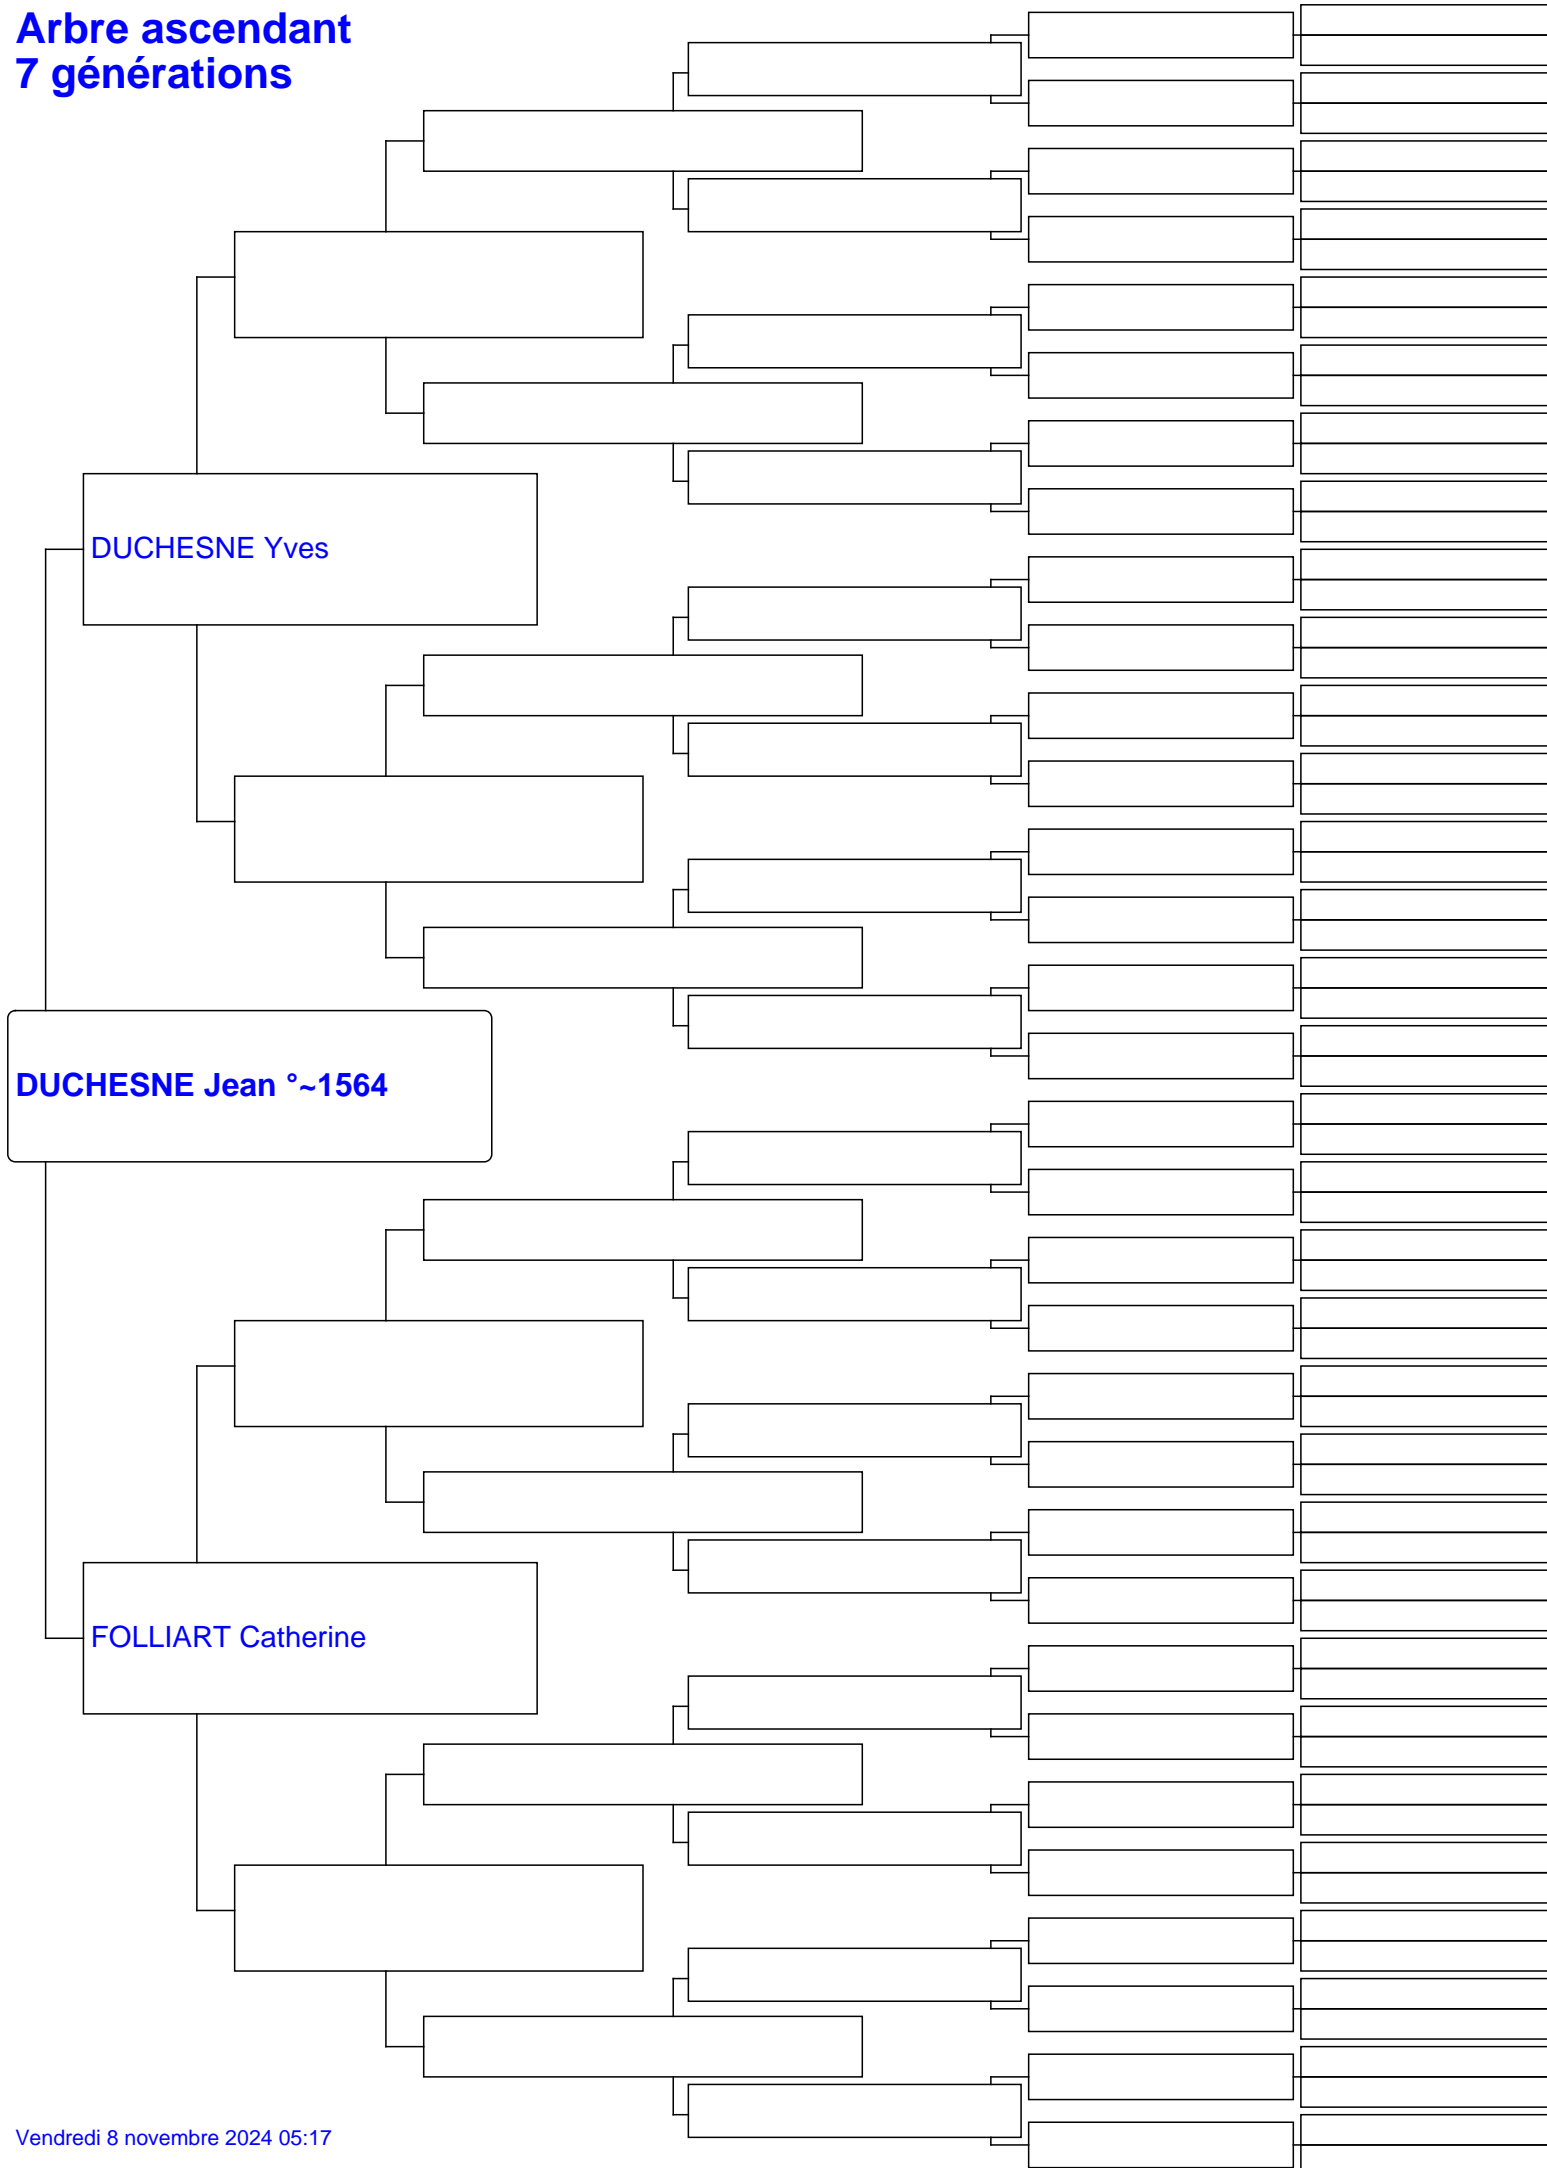 Arbre ascendant
7 générations
DUCHESNE Yves
DUCHESNE Jean °~1564
FOLLIART Catherine
Vendredi 8 novembre 2024 05:17